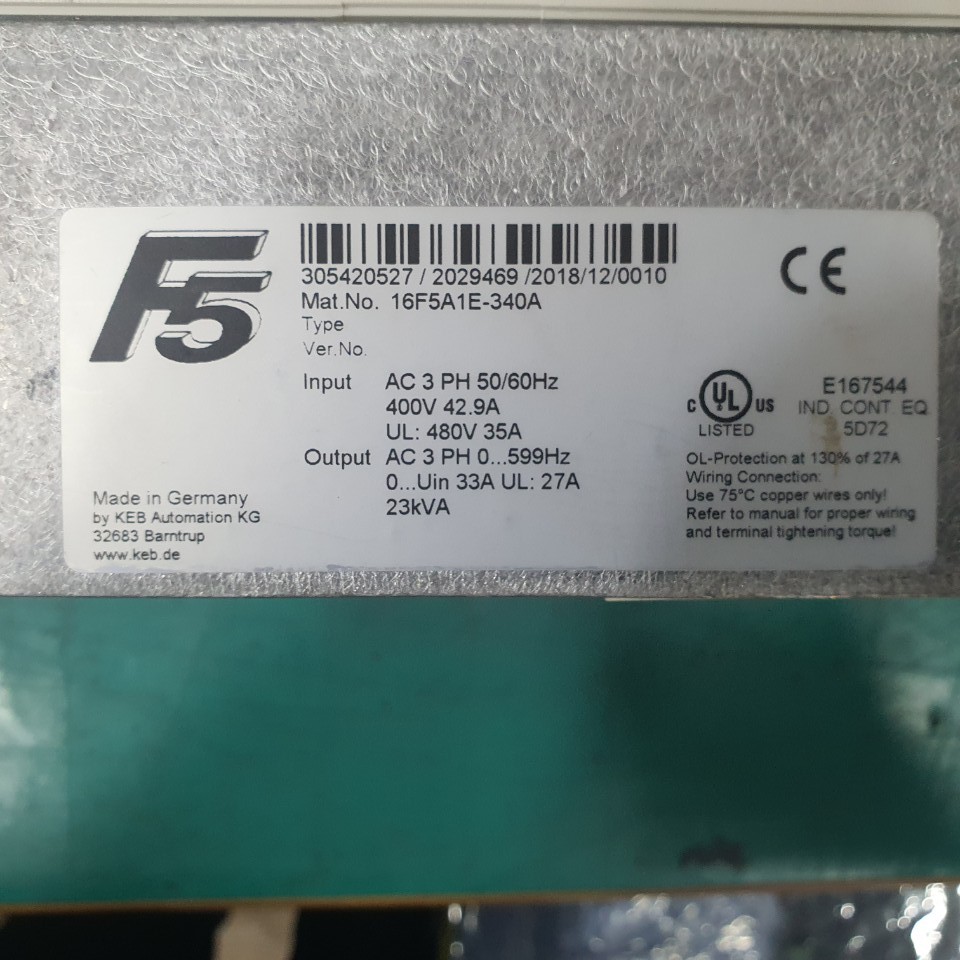 F5
305420527 / 2029469 /2018/12/0010
Mat.No. 16F5A1E-340A
Type
Ver.No.
Input AC 3 PH 50/60Hz
400V 42.9A
UL: 480V 35A
Output AC 3 PH 0...599Hz
0...Uin 33A UL: 27A
23kVA
Made in Germany
by KEB Automation KG
32683 Barntrup
www.keb.de
CE
C UL US
LISTED
E167544
IND. CONT. EQ
5D72
OL-Protection at 130% of 27A
Wiring Connection:
Use 75°C copper wires only!
Refer to manual for proper wiring
and terminal tightening torque!